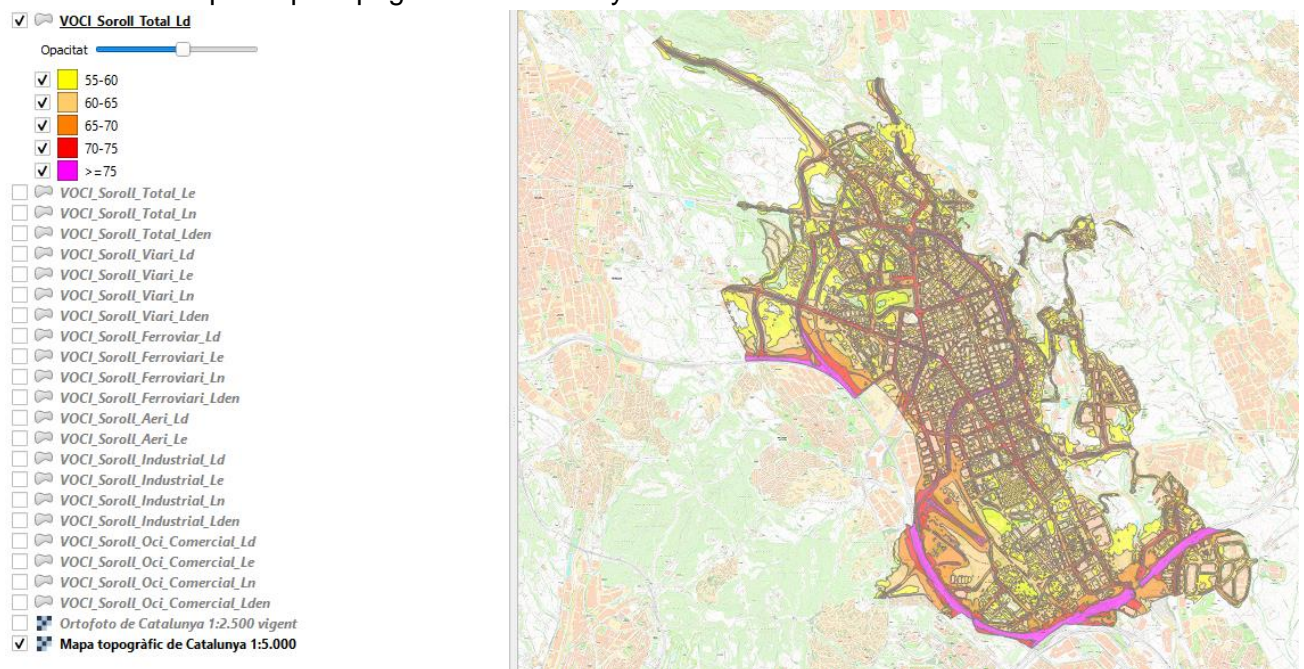 VOCI_Soroll_Total_Ld
Opacitat
55-60
60-65
65-70
70-75
>=75
VOCI_Soroll_Total_Le
VOCI_Soroll_Total_Ln
VOCI_Soroll_Total_Lden
VOCI_Soroll_Viari_Ld
VOCI_Soroll_Viari_Le
VOCI_Soroll_Viari_Ln
VOCI_Soroll_Viari_Lden
VOCI_Soroll_Ferroviar_Ld
VOCI_Soroll_Ferroviari_Le
VOCI_Soroll_Ferroviari_Ln
VOCI_Soroll_Ferroviari_Lden
VOCI_Soroll_Aeri_Ld
VOCI_Soroll_Aeri_Le
VOCI_Soroll_Industrial_Ld
VOCI_Soroll_Industrial_Le
VOCI_Soroll_Industrial_Ln
VOCI_Soroll_Industrial_Lden
VOCI_Soroll_Oci_Comercial_Ld
VOCI_Soroll_Oci_Comercial_Le
VOCI_Soroll_Oci_Comercial_Ln
VOCI_Soroll_Oci_Comercial_Lden
Ortofoto de Catalunya 1:2.500 vigent
Mapa topogràfic de Catalunya 1:5.000